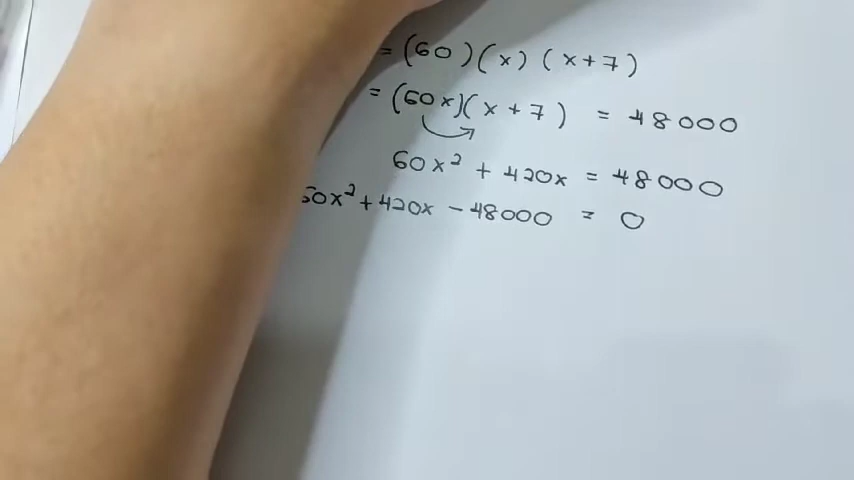 = (60)(x) (x+7)
= (60x)(x+7) = 48000
60x² + 420x = 48000
60x² + 420x - 48000 = 0